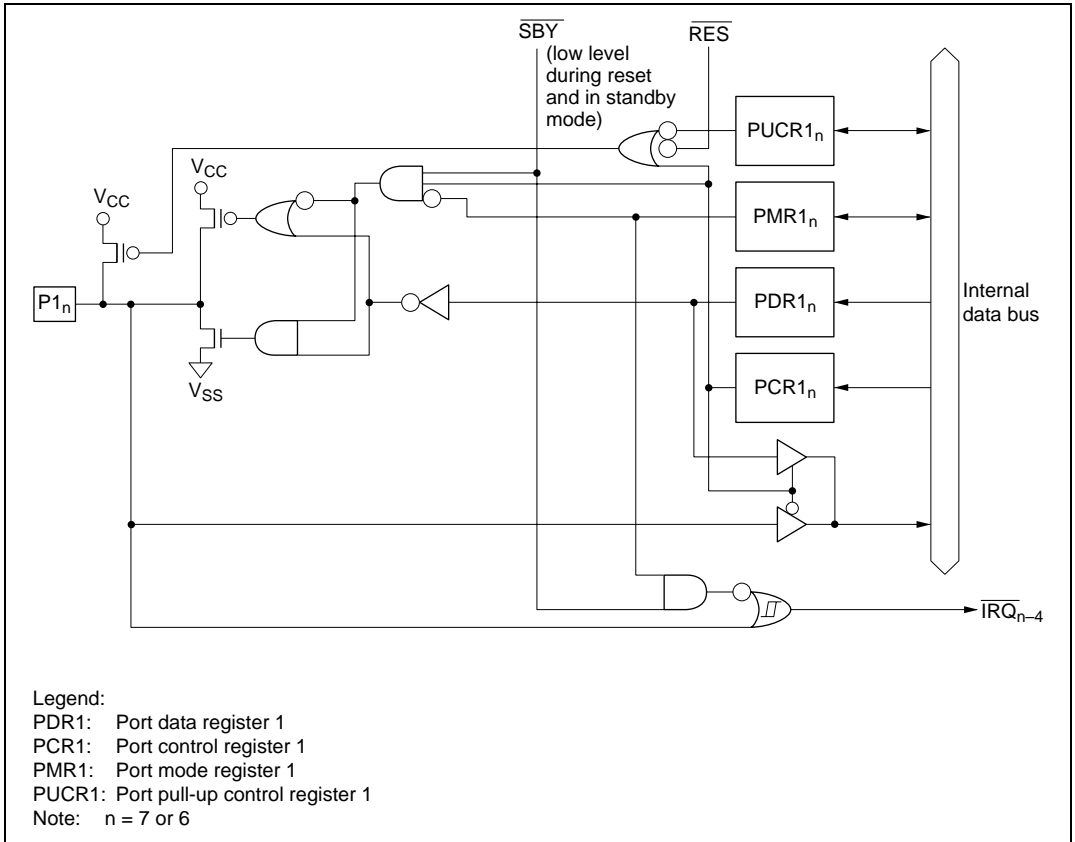 SBY
(low level
during reset
and in standby
mode)
RES
PUCR1n
VCC
VCC
PMR1n
P1n
PDR1n
Internal
data bus
PCR1n
VSS
IRQn–4
Legend:
PDR1: Port data register 1
PCR1: Port control register 1
PMR1: Port mode register 1
PUCR1: Port pull-up control register 1
Note: n = 7 or 6